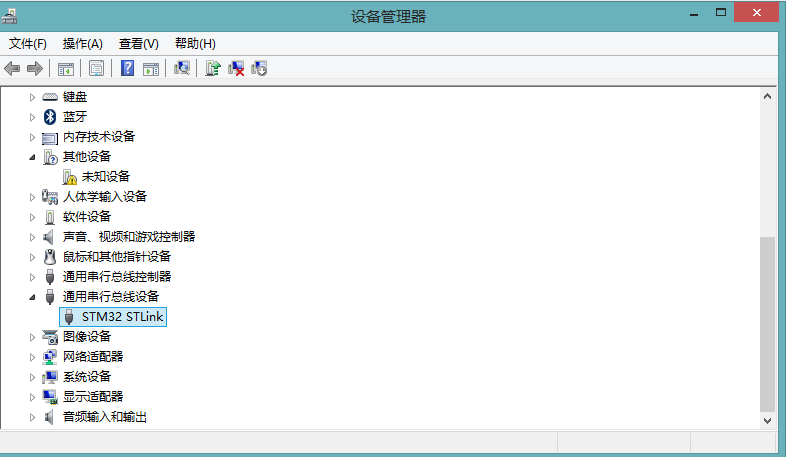 设备管理器
文件(F) 操作(A) 查看(V) 帮助(H)
键盘
蓝牙
内存技术设备
其他设备
未知设备
人体学输入设备
软件设备
声音、视频和游戏控制器
鼠标和其他指针设备
通用串行总线控制器
通用串行总线设备
STM32 STLink
图像设备
网络适配器
系统设备
显示适配器
音频输入和输出